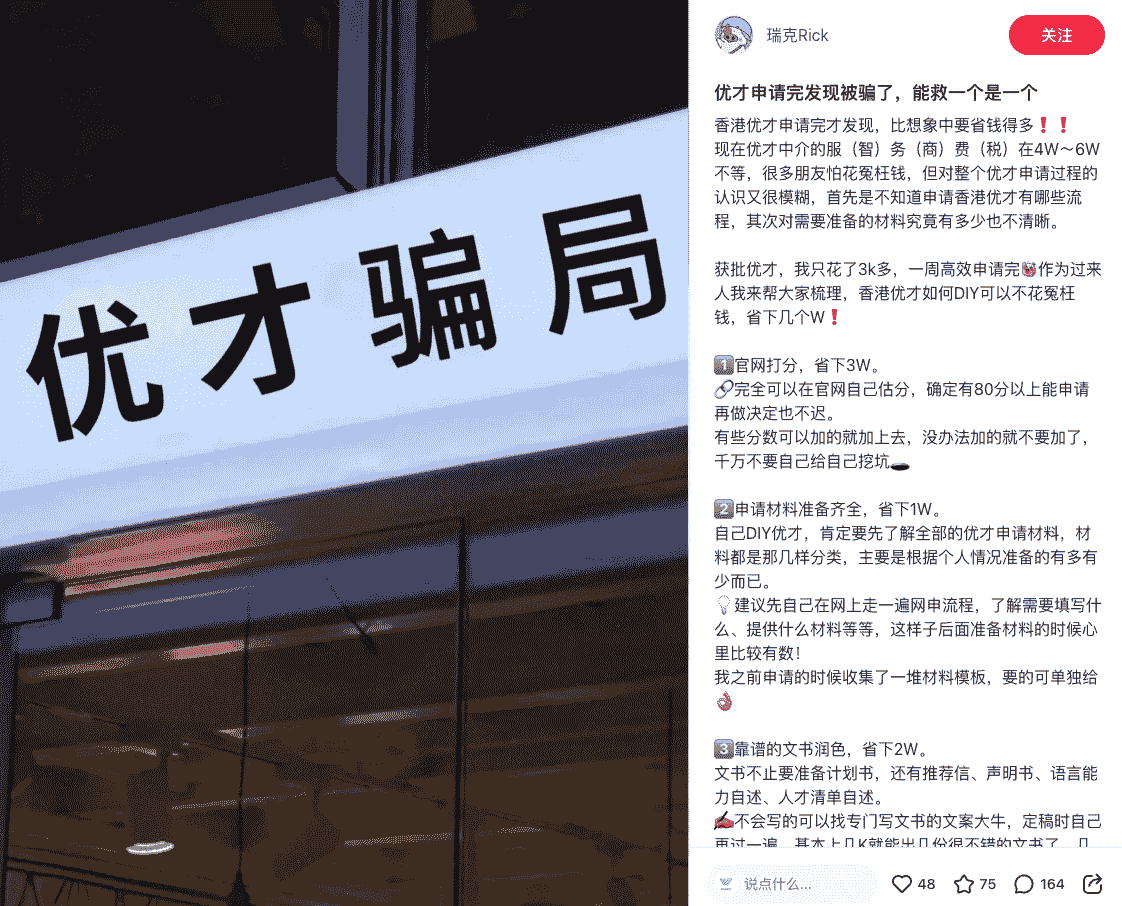 优才骗局
瑞克Rick
关注
优才申请完发现被骗了，能救一个是一个
香港优才申请完才发现，比想象中要省钱得多❗❗
现在优才中介的服（智）务（商）费（税）在4W～6W
不等，很多朋友怕花冤枉钱，但对整个优才申请过程的
认识又很模糊，首先是不知道申请香港优才有哪些流
程，其次对需要准备的材料究竟有多少也不清晰。
获批优才，我只花了3k多，一周高效申请完作为过来
人我来帮大家梳理，香港优才如何DIY可以不花冤枉
钱，省下几个W❗
1️⃣官网打分，省下3W。
🔗完全可以在官网自己估分，确定有80分以上能申请
再做决定也不迟。
有些分数可以加的就加上去，没办法加的就不要加了，
千万不要自己给自己挖坑🕳️
2️⃣申请材料准备齐全，省下1W。
自己DIY优才，肯定要先了解全部的优才申请材料，材
料都是那几样分类，主要是根据个人情况准备的有多有
少而已。
💡建议先自己在网上走一遍网申流程，了解需要填写什
么、提供什么材料等等，这样子后面准备材料的时候心
里比较有数！
我之前申请的时候收集了一堆材料模板，要的可单独给
👌
3️⃣靠谱的文书润色，省下2W。
文书不止要准备计划书，还有推荐信、声明书、语言能
力自述、人才清单自述。
✍️不会写的可以找专门写文书的文案大牛，定稿时自己
再过一遍，基本上几K就能出几份很不错的文书了，几
说点什么...
48
75
164